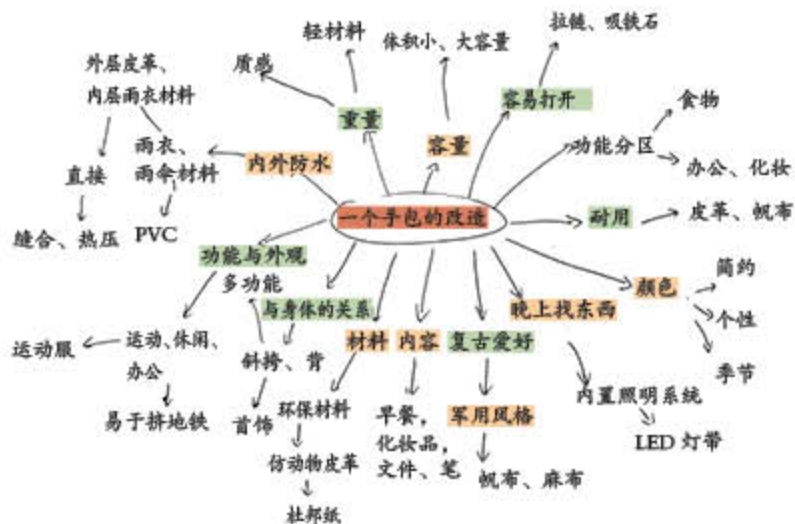 轻材料
拉链、吸铁石
体积小、大容量
外层皮革、
内层雨衣材料
质感
重量
容易打开
食物
容量
功能分区
雨衣、
雨伞材料
内外防水
办公、化妆
直接
一个手包的改造
耐用
皮革、帆布
缝合、热压
PVC
功能与外观
多功能
简约
颜色
与身体的关系
晚上找东西
个性
运动服
运动、休闲、
办公
斜挎、背
材料
内容
复古爱好
季节
易于挤地铁
首饰
环保材料
早餐，
化妆品，
文件、笔
军用风格
内置照明系统
LED 灯带
仿动物皮革
帆布、麻布
杜邦纸